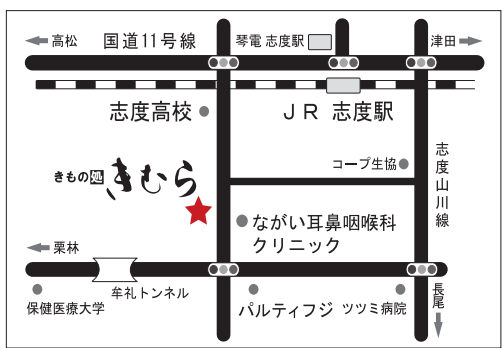 高松
国道11号線
琴電 志度駅
津田
志度高校
JR 志度駅
コープ生協
志度山川線
きもの処
きむら
ながい耳鼻咽喉科
クリニック
栗林
牟礼トンネル
保健医療大学
パルティフジ
ツツミ病院
長尾